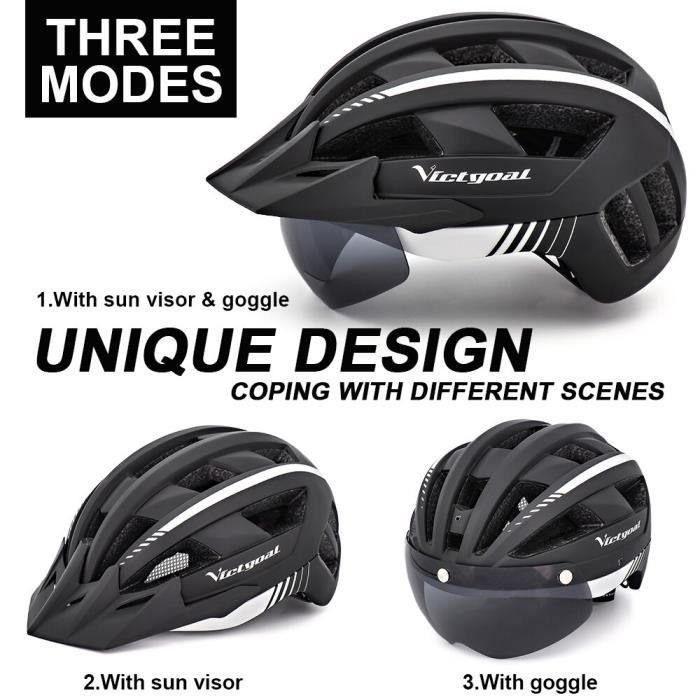 THREE
MODES
Victgoal
1.With sun visor & goggle
UNIQUE DESIGN
COPING WITH DIFFERENT SCENES
Victgoal
Victgoal
2.With sun visor
3.With goggle